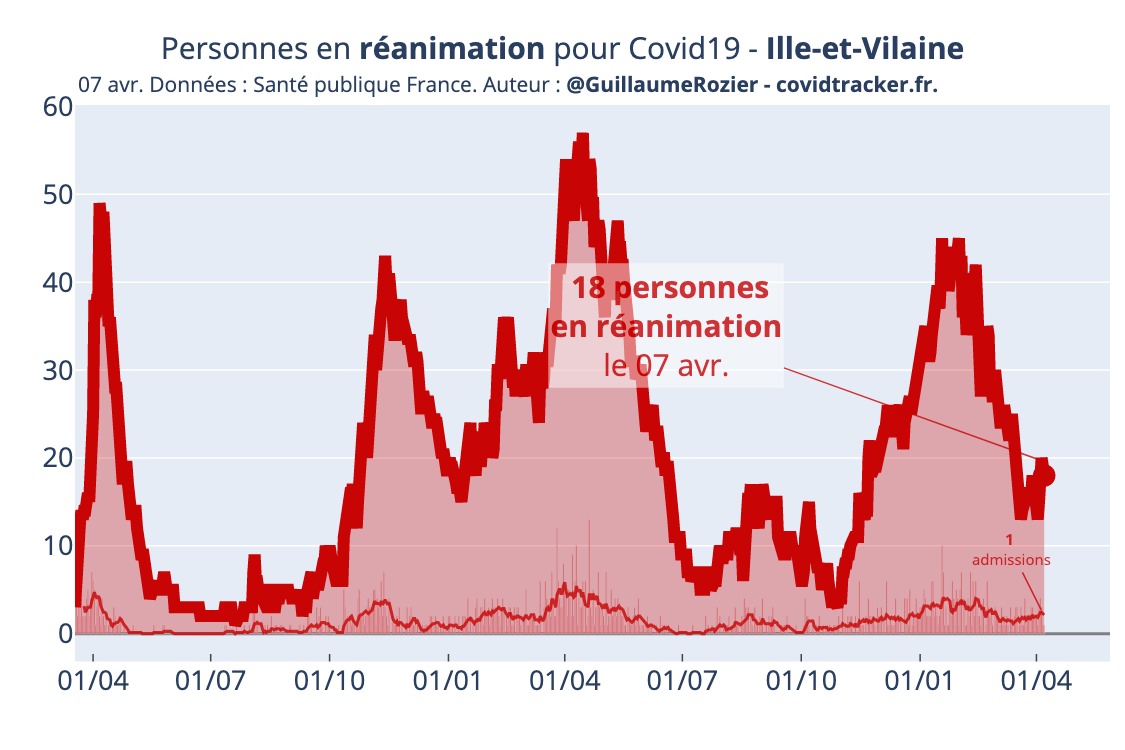 Personnes en réanimation pour Covid19 - Ille-et-Vilaine
07 avr. Données : Santé publique France. Auteur : @GuillaumeRozier - covidtracker.fr.
60
50
40
30
20
10
0
18 personnes
en réanimation
le 07 avr.
1
admissions
01/04
01/07
01/10
01/01
01/04
01/07
01/10
01/01
01/04